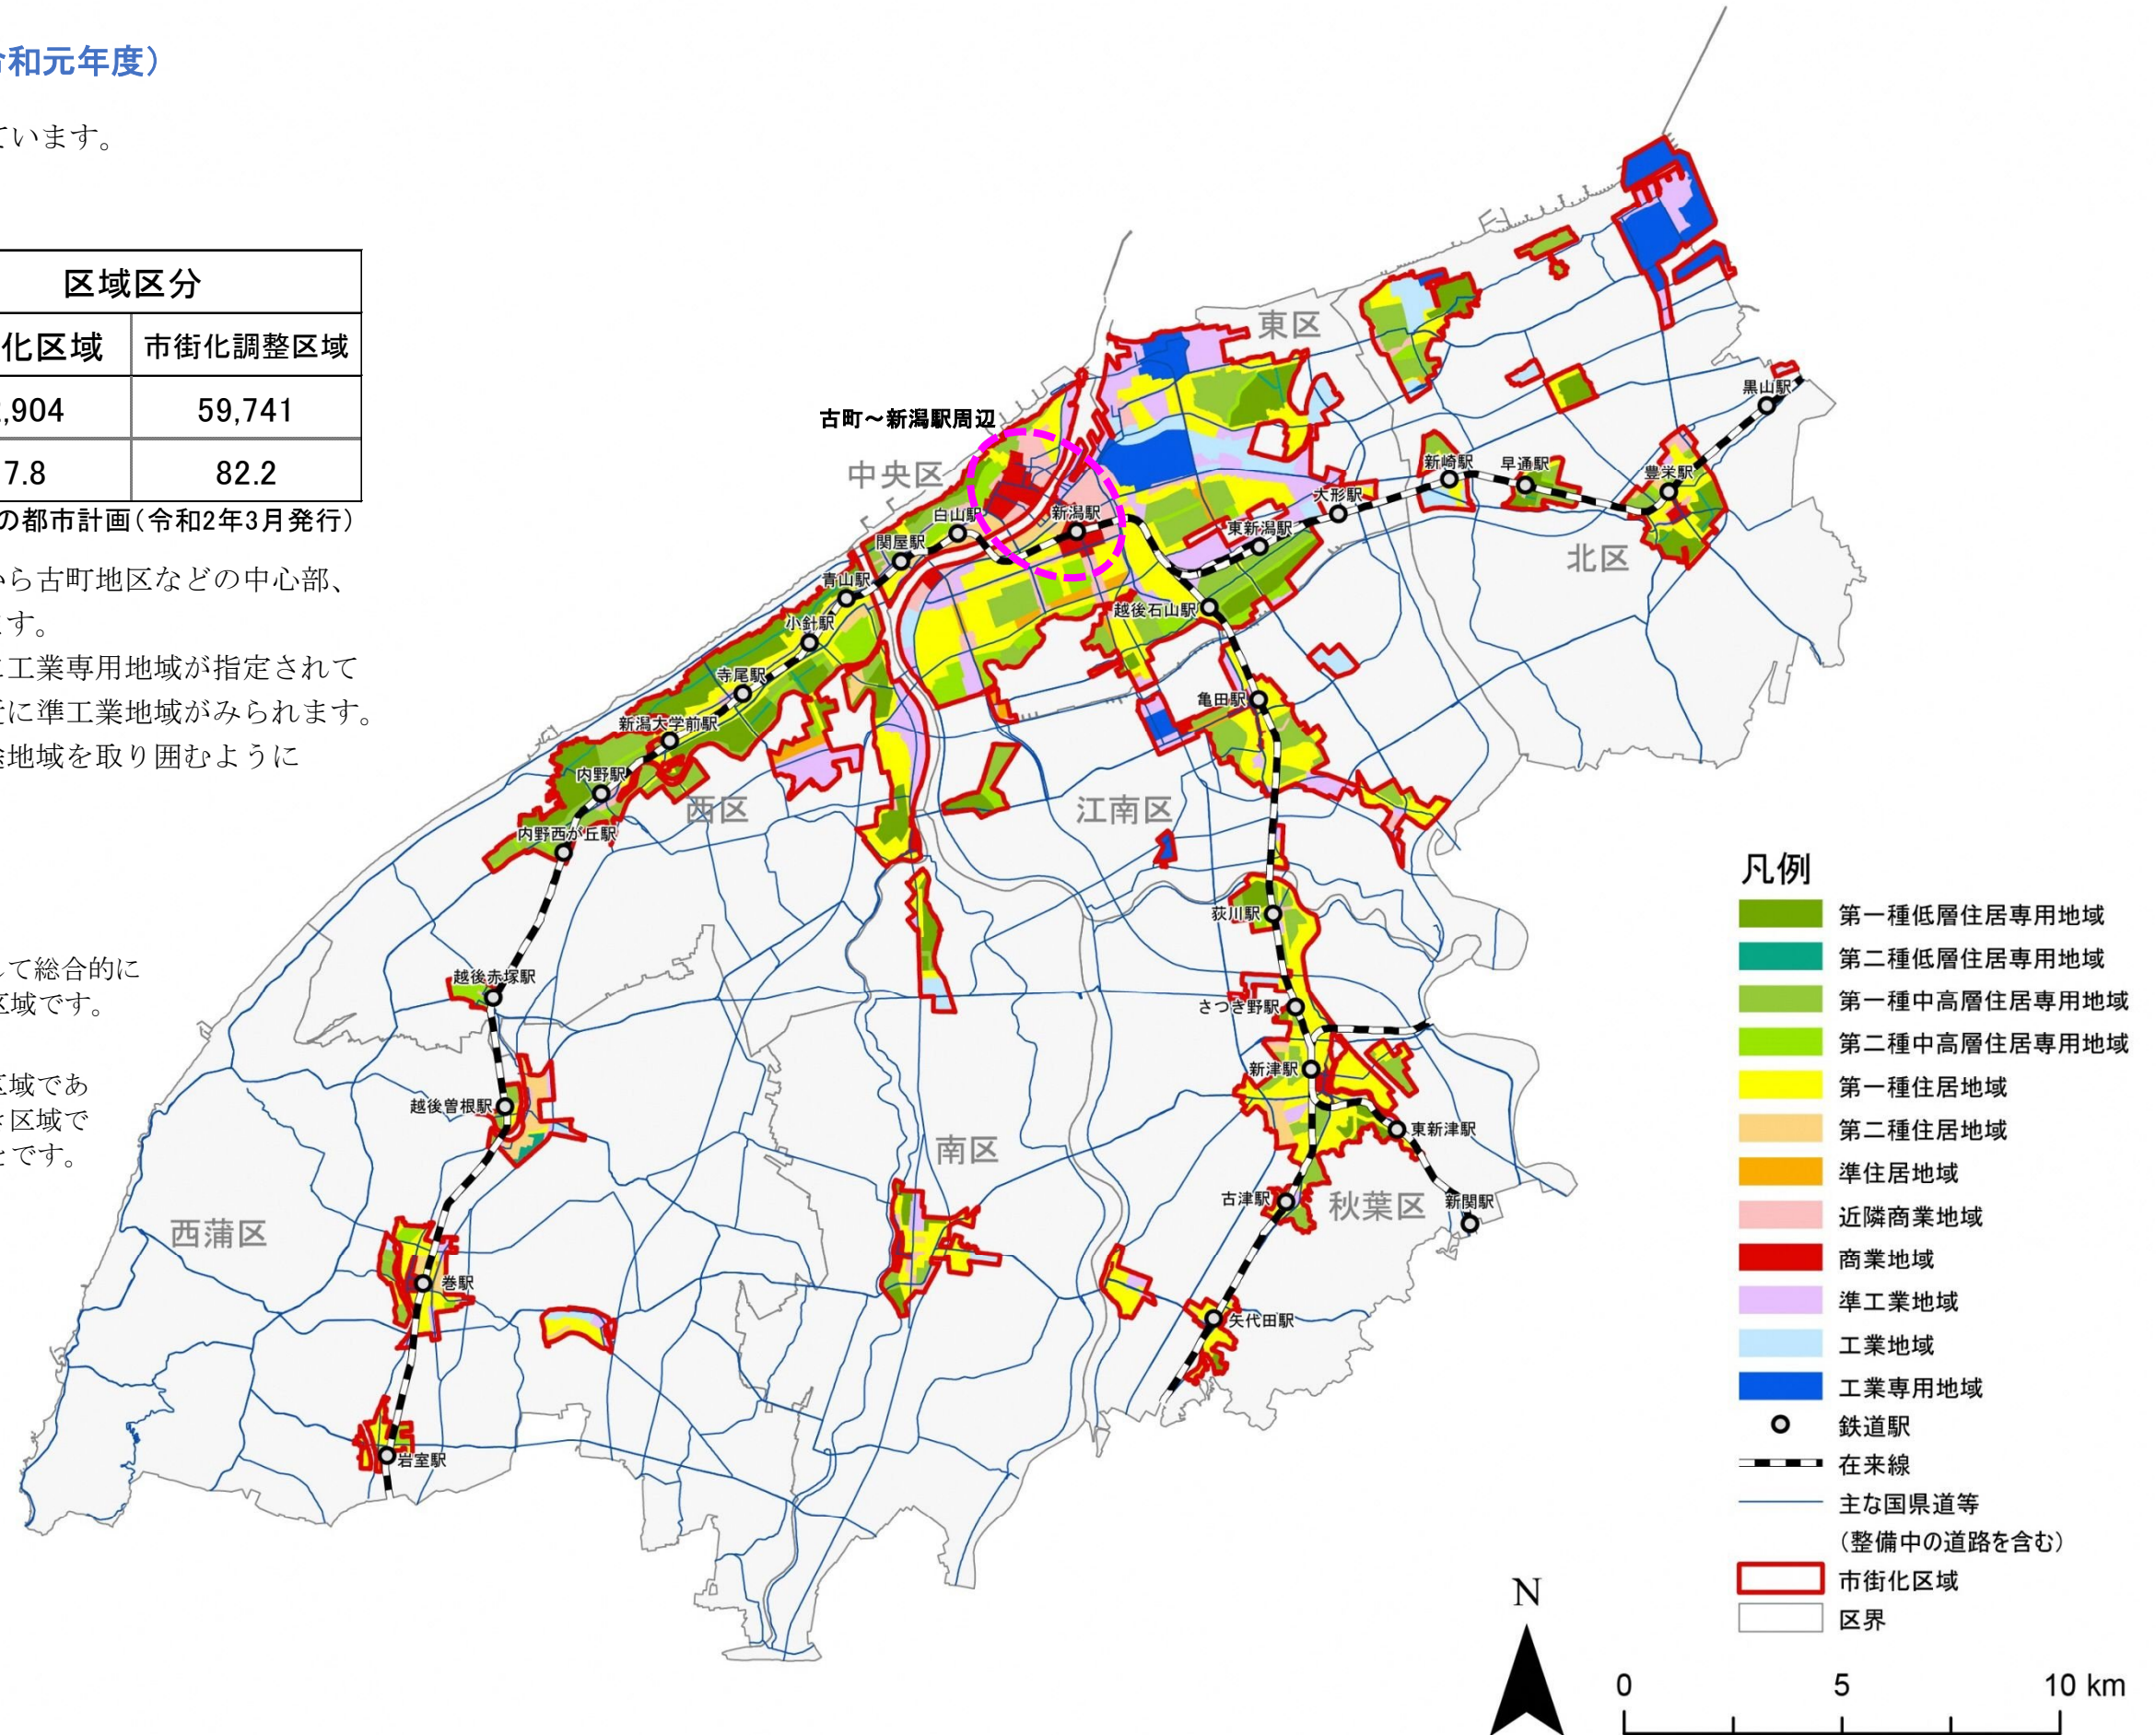 和元年度）
ています。
区域区分
化区域 市街化調整区域
,904 59,741
7.8 82.2
の都市計画（令和2年3月発行）
から古町地区などの中心部、
ます。
工業専用地域が指定されて
に準工業地域がみられます。
地域を取り囲むように
て総合的に
区域です。
区域であ
区域で
とです。
古町～新潟駅周辺
東区
中央区
北区
西区
江南区
南区
秋葉区
西蒲区
黒山駅
豊栄駅
早通駅
新崎駅
大形駅
東新潟駅
新潟駅
白山駅
関屋駅
青山駅
小針駅
寺尾駅
新潟大学前駅
内野駅
内野西が丘駅
越後赤塚駅
越後曽根駅
巻駅
岩室駅
越後石山駅
亀田駅
荻川駅
さつき野駅
新津駅
東新津駅
新関駅
古津駅
矢代田駅
凡例
第一種低層住居専用地域
第二種低層住居専用地域
第一種中高層住居専用地域
第二種中高層住居専用地域
第一種住居地域
第二種住居地域
準住居地域
近隣商業地域
商業地域
準工業地域
工業地域
工業専用地域
鉄道駅
在来線
主な国県道等
（整備中の道路を含む）
市街化区域
区界
N
0 5 10 km